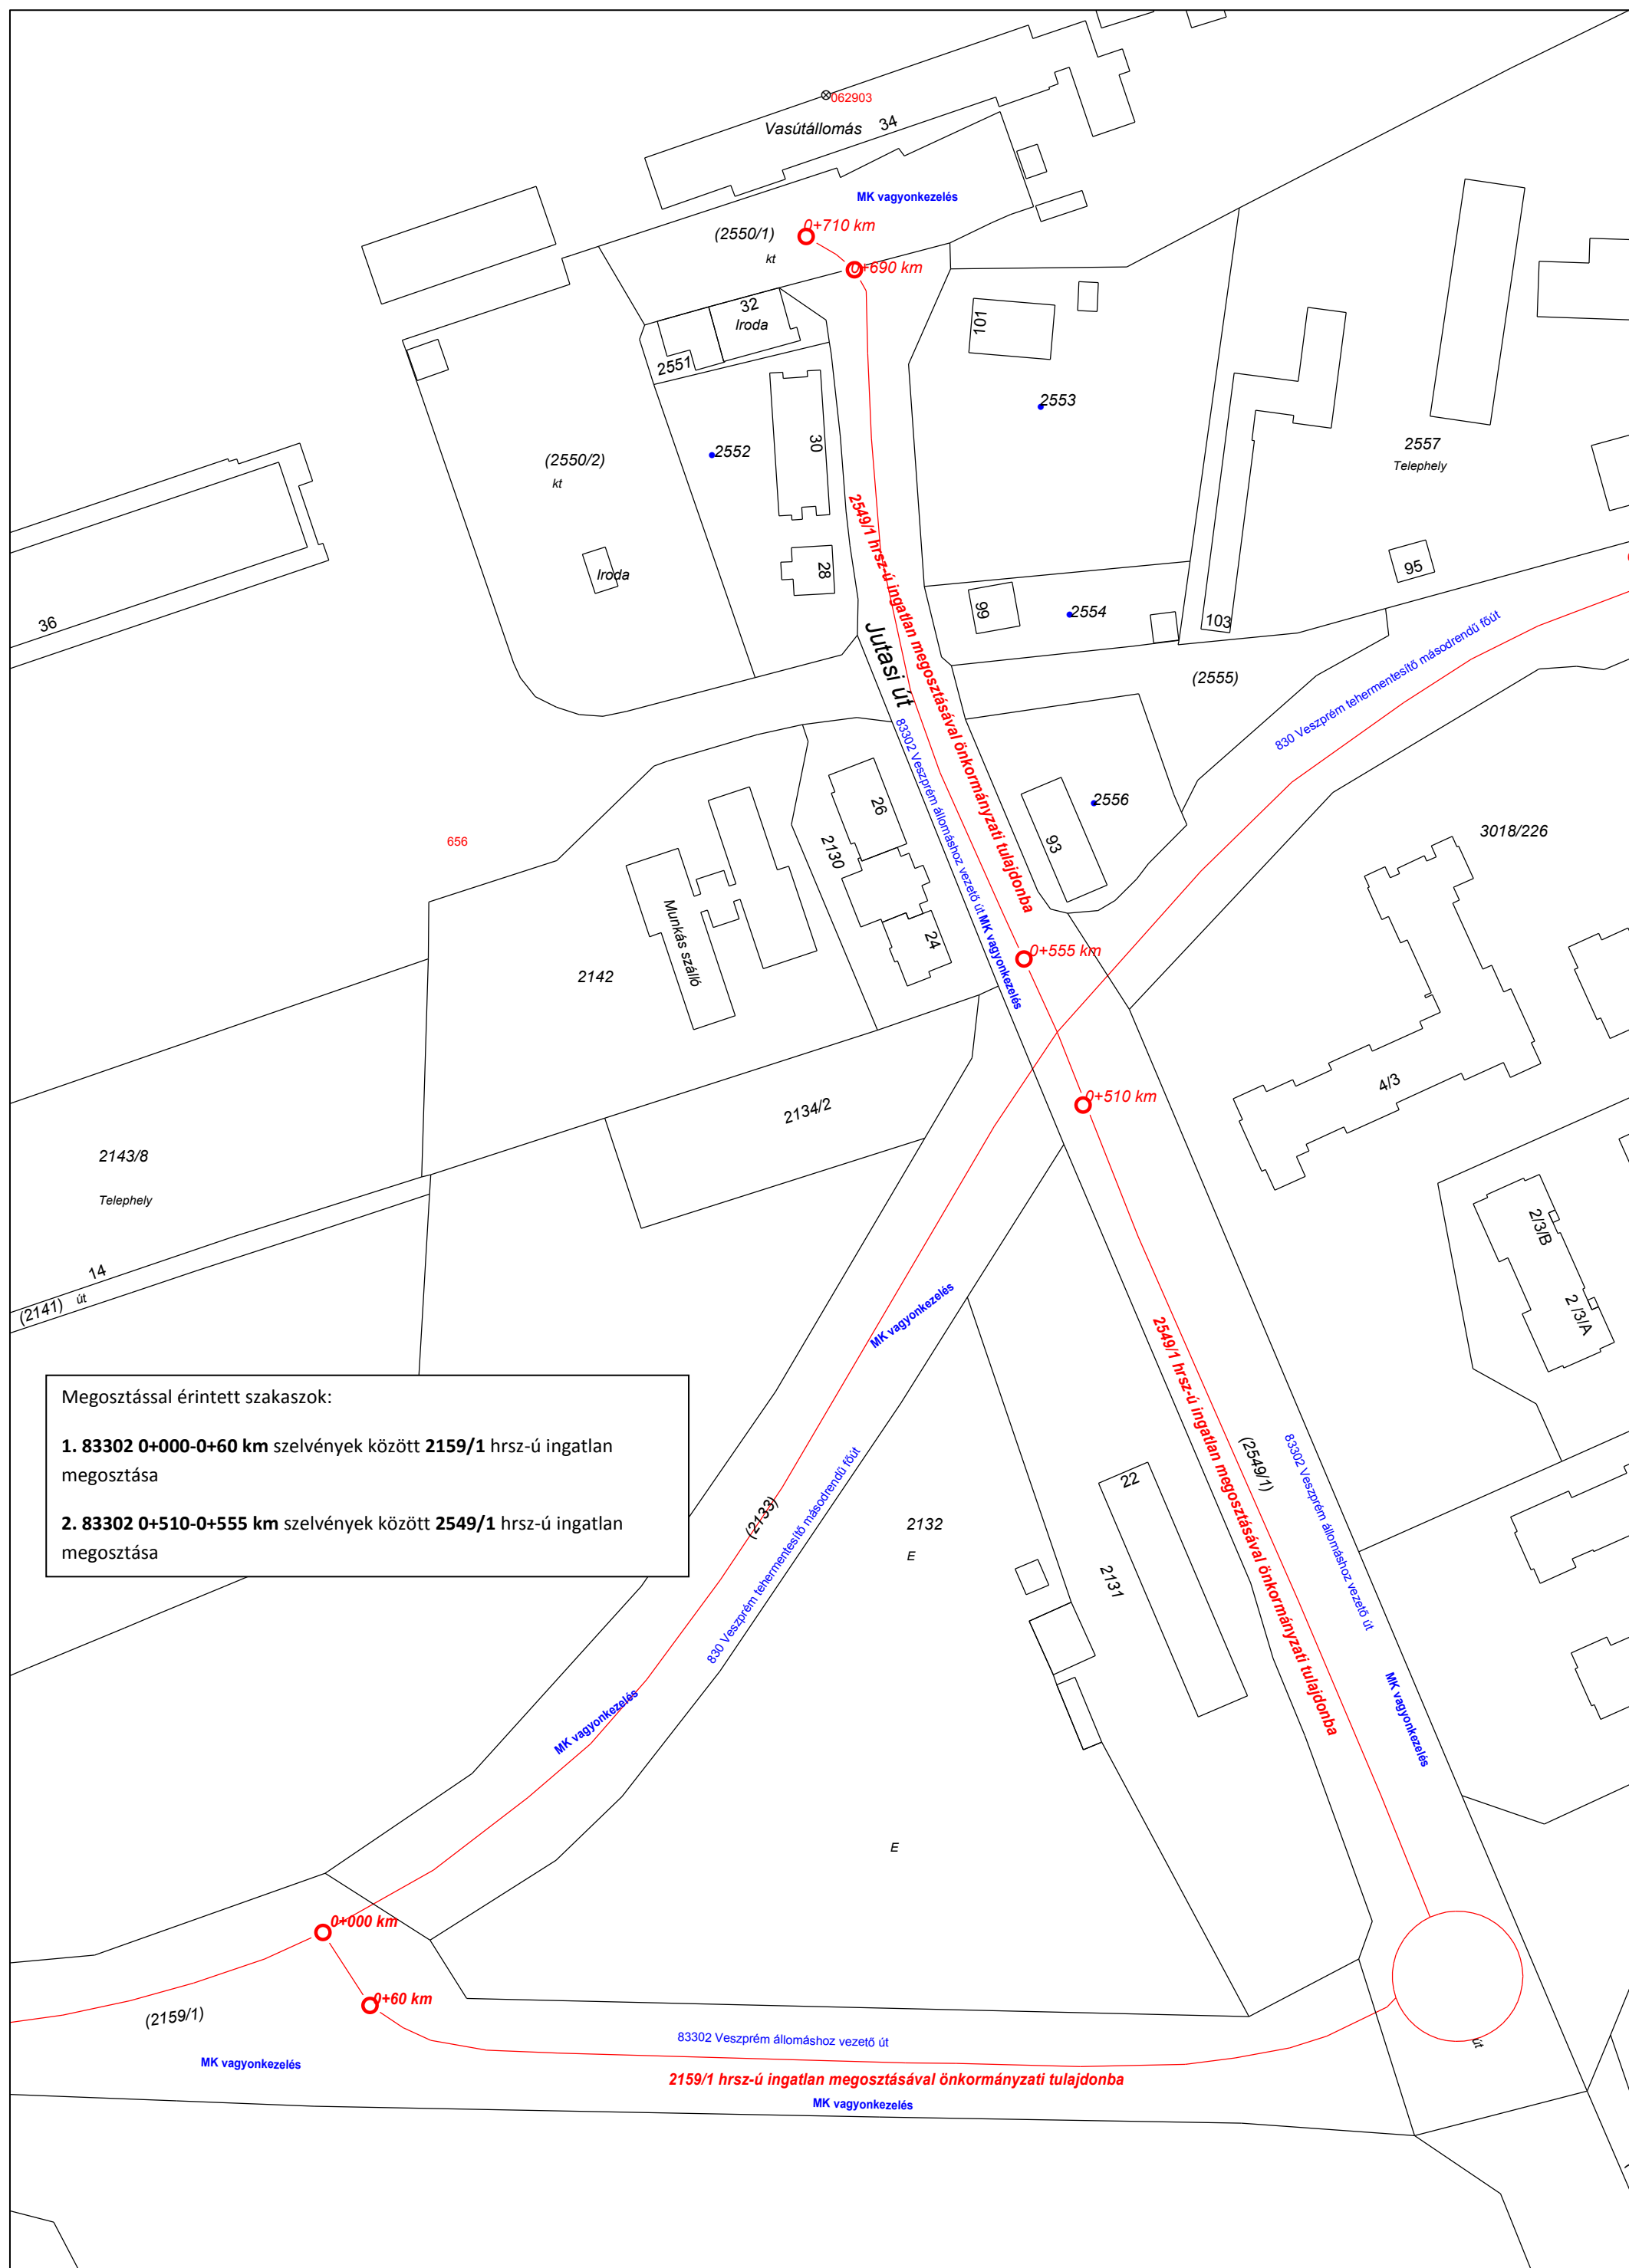 062903
Vasútállomás
34
MK vagyonkezelés
(2550/1)
kt
0+710 km
0+690 km
32
Iroda
2551
101
2553
2557
Telephely
(2550/2)
kt
2552
30
28
Iroda
36
2549/1 hrsz-ú ingatlan megosztásával önkormányzati tulajdonba
Jutasi út
99
2554
103
95
(2555)
830 Veszprém tehermentesítő másodrendű főút
83302 Veszprém állomáshoz vezető út
MK vagyonkezelés
656
2130
26
24
2556
93
3018/226
Munkás szálló
2142
0+555 km
0+510 km
4/3
2134/2
2143/8
Telephely
14
(2141) út
2/3/B
2 /3/A
MK vagyonkezelés
Megosztással érintett szakaszok:
1. 83302 0+000-0+60 km szelvények között 2159/1 hrsz-ú ingatlan
megosztása
2. 83302 0+510-0+555 km szelvények között 2549/1 hrsz-ú ingatlan
megosztása
2549/1 hrsz-ú ingatlan megosztásával önkormányzati tulajdonba
(2549/1)
83302 Veszprém állomáshoz vezető út
MK vagyonkezelés
22
2131
2132
E
(2133)
830 Veszprém tehermentesítő másodrendű főút
MK vagyonkezelés
E
0+000 km
0+60 km
(2159/1)
MK vagyonkezelés
83302 Veszprém állomáshoz vezető út
2159/1 hrsz-ú ingatlan megosztásával önkormányzati tulajdonba
MK vagyonkezelés
út